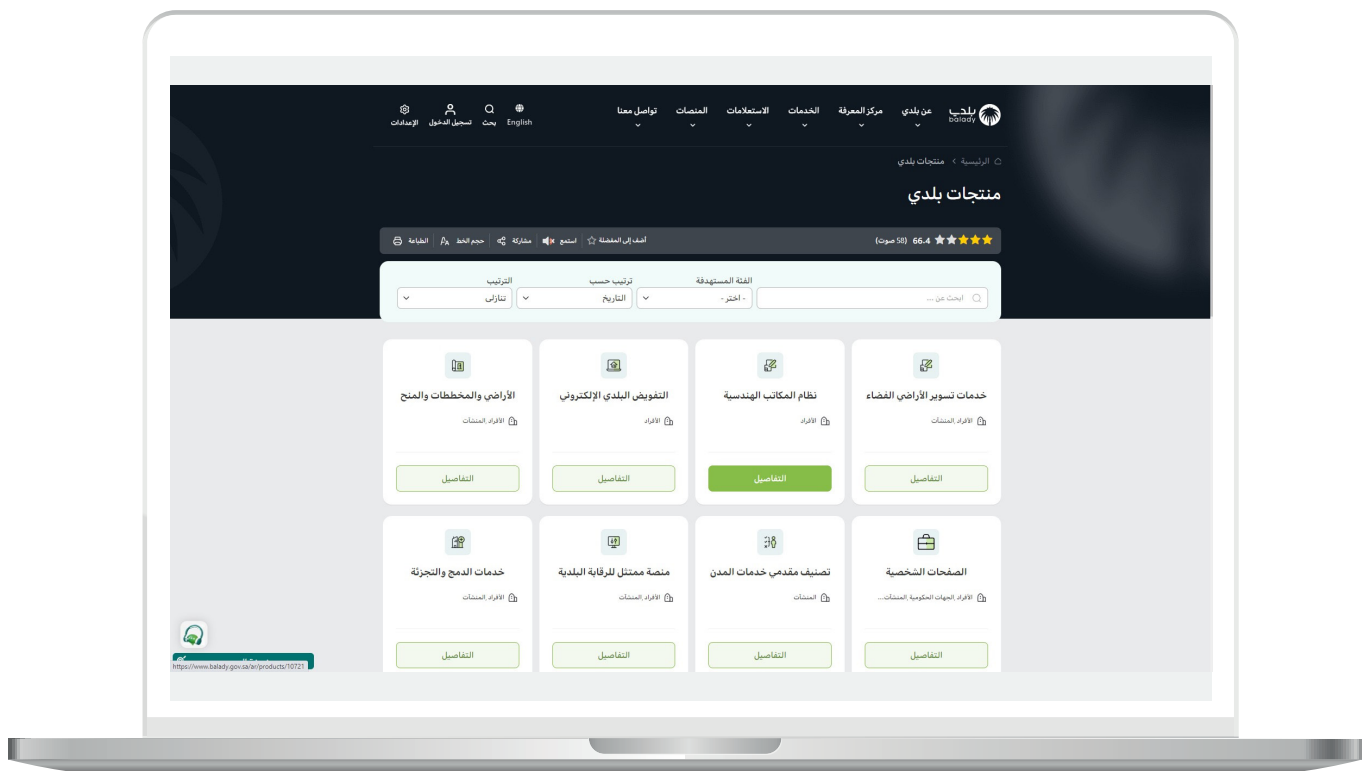 بلدي
balady
عن بلدي
مركز المعرفة
الخدمات
الاستعلامات
المنصات
تواصل معنا
English
بحث
تسجيل الدخول
الإعدادات
الرئيسية › منتجات بلدي
منتجات بلدي
66.4 (58 صوت)
أضف إلى المفضلة
استمع
مشاركة
حجم الخط
الطباعة
الفئة المستهدفة
ترتيب حسب
الترتيب
ابحث عن ...
- اختر -
التاريخ
تنازلي
خدمات تسوير الأراضي الفضاء
الأفراد, المنشآت
التفاصيل
نظام المكاتب الهندسية
الأفراد
التفاصيل
التفويض البلدي الإلكتروني
الأفراد
التفاصيل
الأراضي والمخططات والمنح
الأفراد, المنشآت
التفاصيل
الصفحات الشخصية
الأفراد, الجهات الحكومية, المنشآت...
التفاصيل
تصنيف مقدمي خدمات المدن
المنشآت
التفاصيل
منصة ممتثل للرقابة البلدية
الأفراد, المنشآت
التفاصيل
خدمات الدمج والتجزئة
الأفراد, المنشآت
التفاصيل
https://www.balady.gov.sa/ar/products/10721